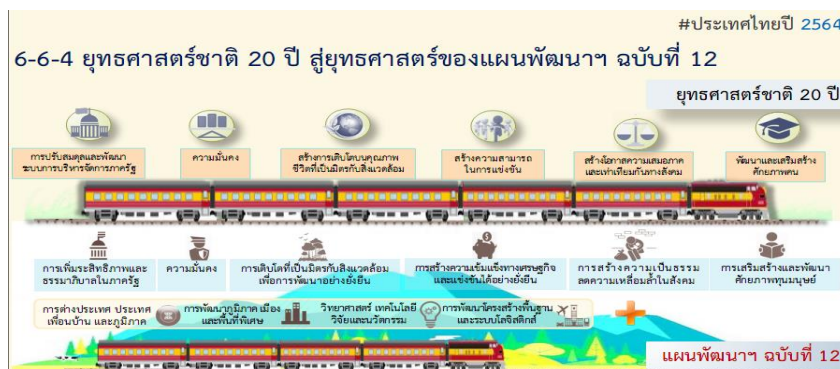 #ประเทศไทยปี 2564
6-6-4 ยุทธศาสตร์ชาติ 20 ปี สู่ยุทธศาสตร์ของแผนพัฒนาฯ ฉบับที่ 12
ยุทธศาสตร์ชาติ 20 ปี
การปรับสมดุลและพัฒนา
ระบบการบริหารจัดการภาครัฐ
ความมั่นคง
สร้างการเติบโตบนคุณภาพ
ชีวิตที่เป็นมิตรกับสิ่งแวดล้อม
สร้างความสามารถ
ในการแข่งขัน
สร้างโอกาสความเสมอภาค
และเท่าเทียมกันทางสังคม
พัฒนาและเสริมสร้าง
ศักยภาพคน
การเพิ่มประสิทธิภาพและ
ธรรมาภิบาลในภาครัฐ
ความมั่นคง
การเติบโตที่เป็นมิตรกับสิ่งแวดล้อม
เพื่อการพัฒนาอย่างยั่งยืน
การสร้างความเข้มแข็งทางเศรษฐกิจ
และแข่งขันได้อย่างยั่งยืน
การสร้างความเป็นธรรม
ลดความเหลื่อมล้ำในสังคม
การเสริมสร้างและพัฒนา
ศักยภาพทุนมนุษย์
การต่างประเทศ ประเทศ
เพื่อนบ้าน และภูมิภาค
การพัฒนาภูมิภาค เมือง
และพื้นที่พิเศษ
วิทยาศาสตร์ เทคโนโลยี
วิจัยและนวัตกรรม
การพัฒนาโครงสร้างพื้นฐาน
และระบบโลจิสติกส์
แผนพัฒนาฯ ฉบับที่ 12